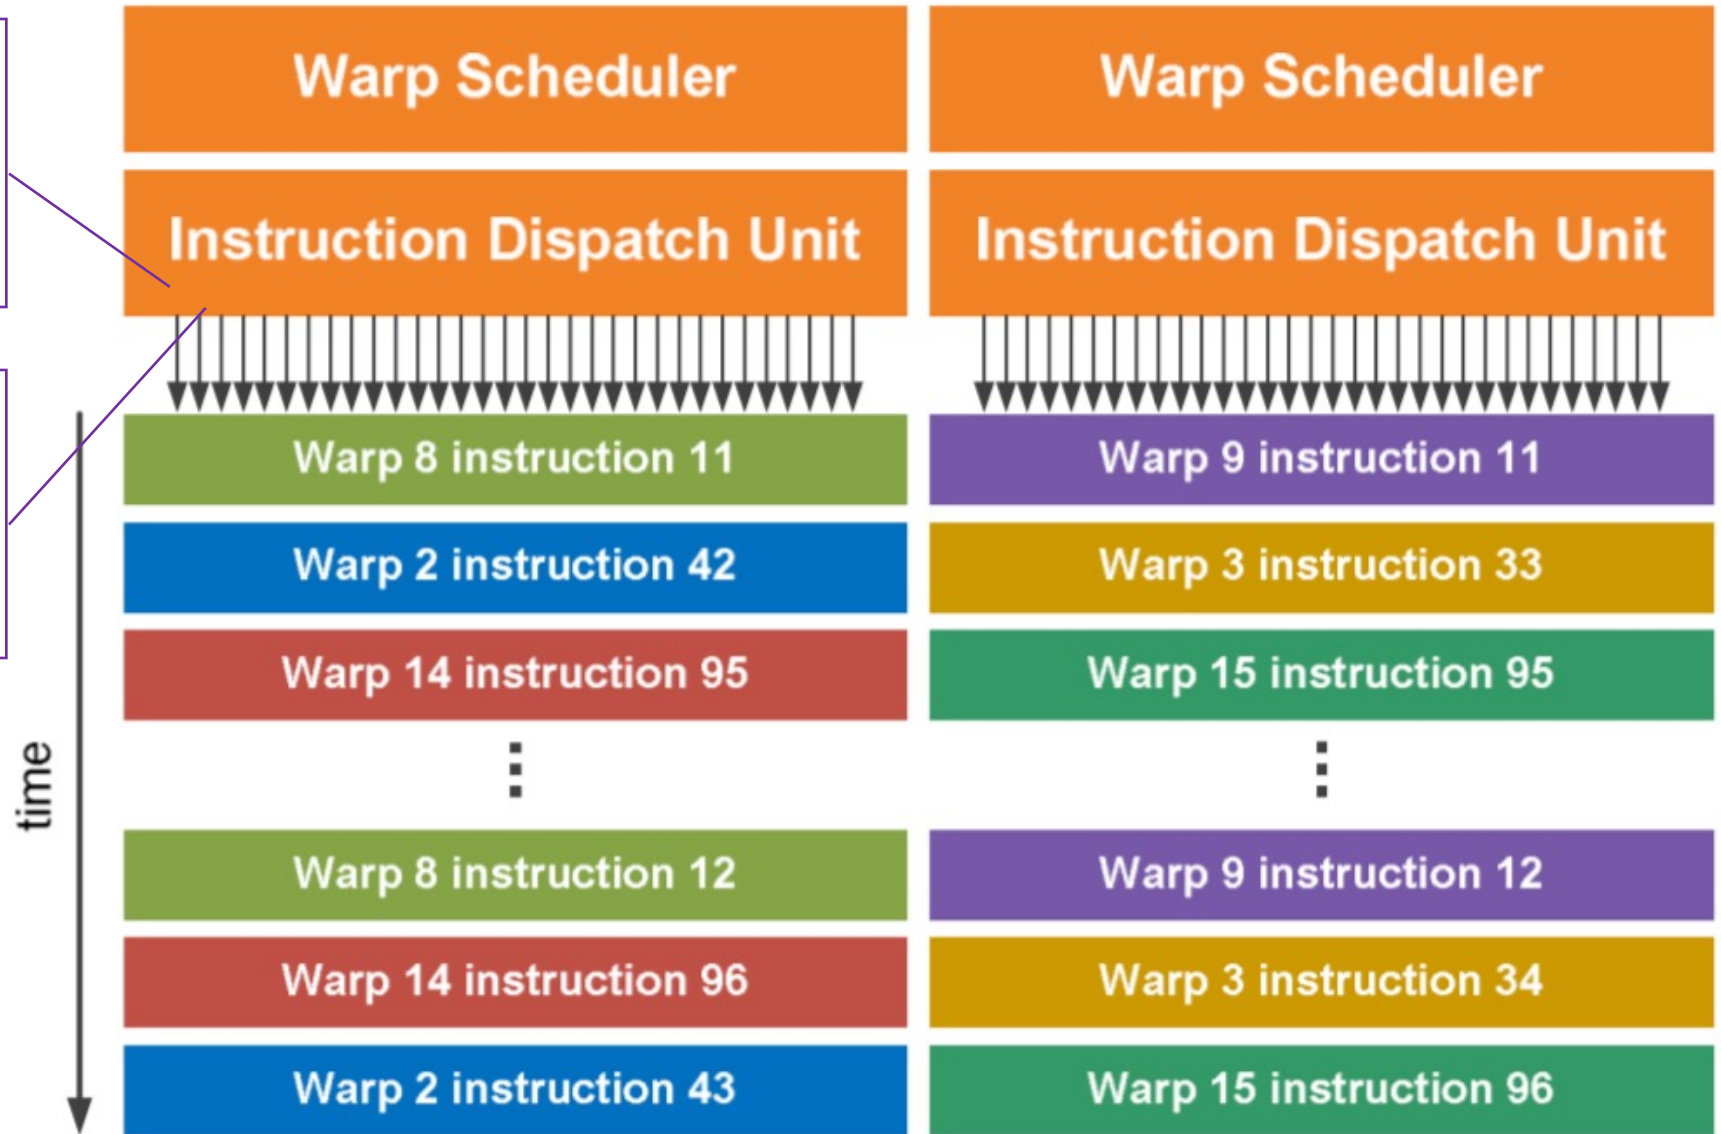 Warp Scheduler
Warp Scheduler
Instruction Dispatch Unit
Instruction Dispatch Unit
Warp 8 instruction 11
Warp 9 instruction 11
Warp 2 instruction 42
Warp 3 instruction 33
Warp 14 instruction 95
Warp 15 instruction 95
time
Warp 8 instruction 12
Warp 9 instruction 12
Warp 14 instruction 96
Warp 3 instruction 34
Warp 2 instruction 43
Warp 15 instruction 96